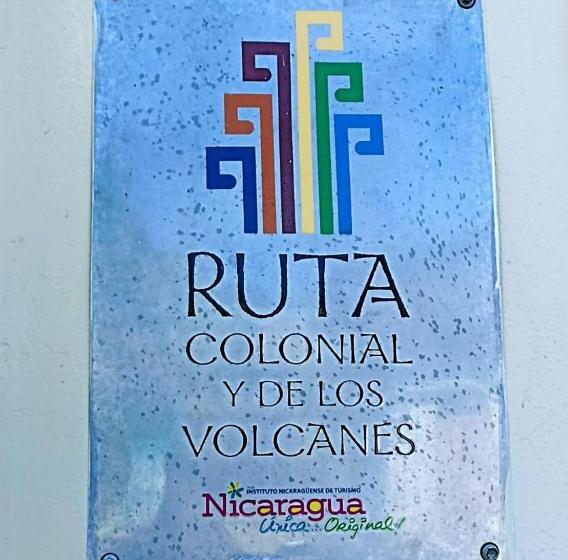 RUTA
COLONIAL
Y DE LOS
VOLCANES
INSTITUTO NICARAGÜENSE DE TURISMO
Nicaragua
Única... Original!